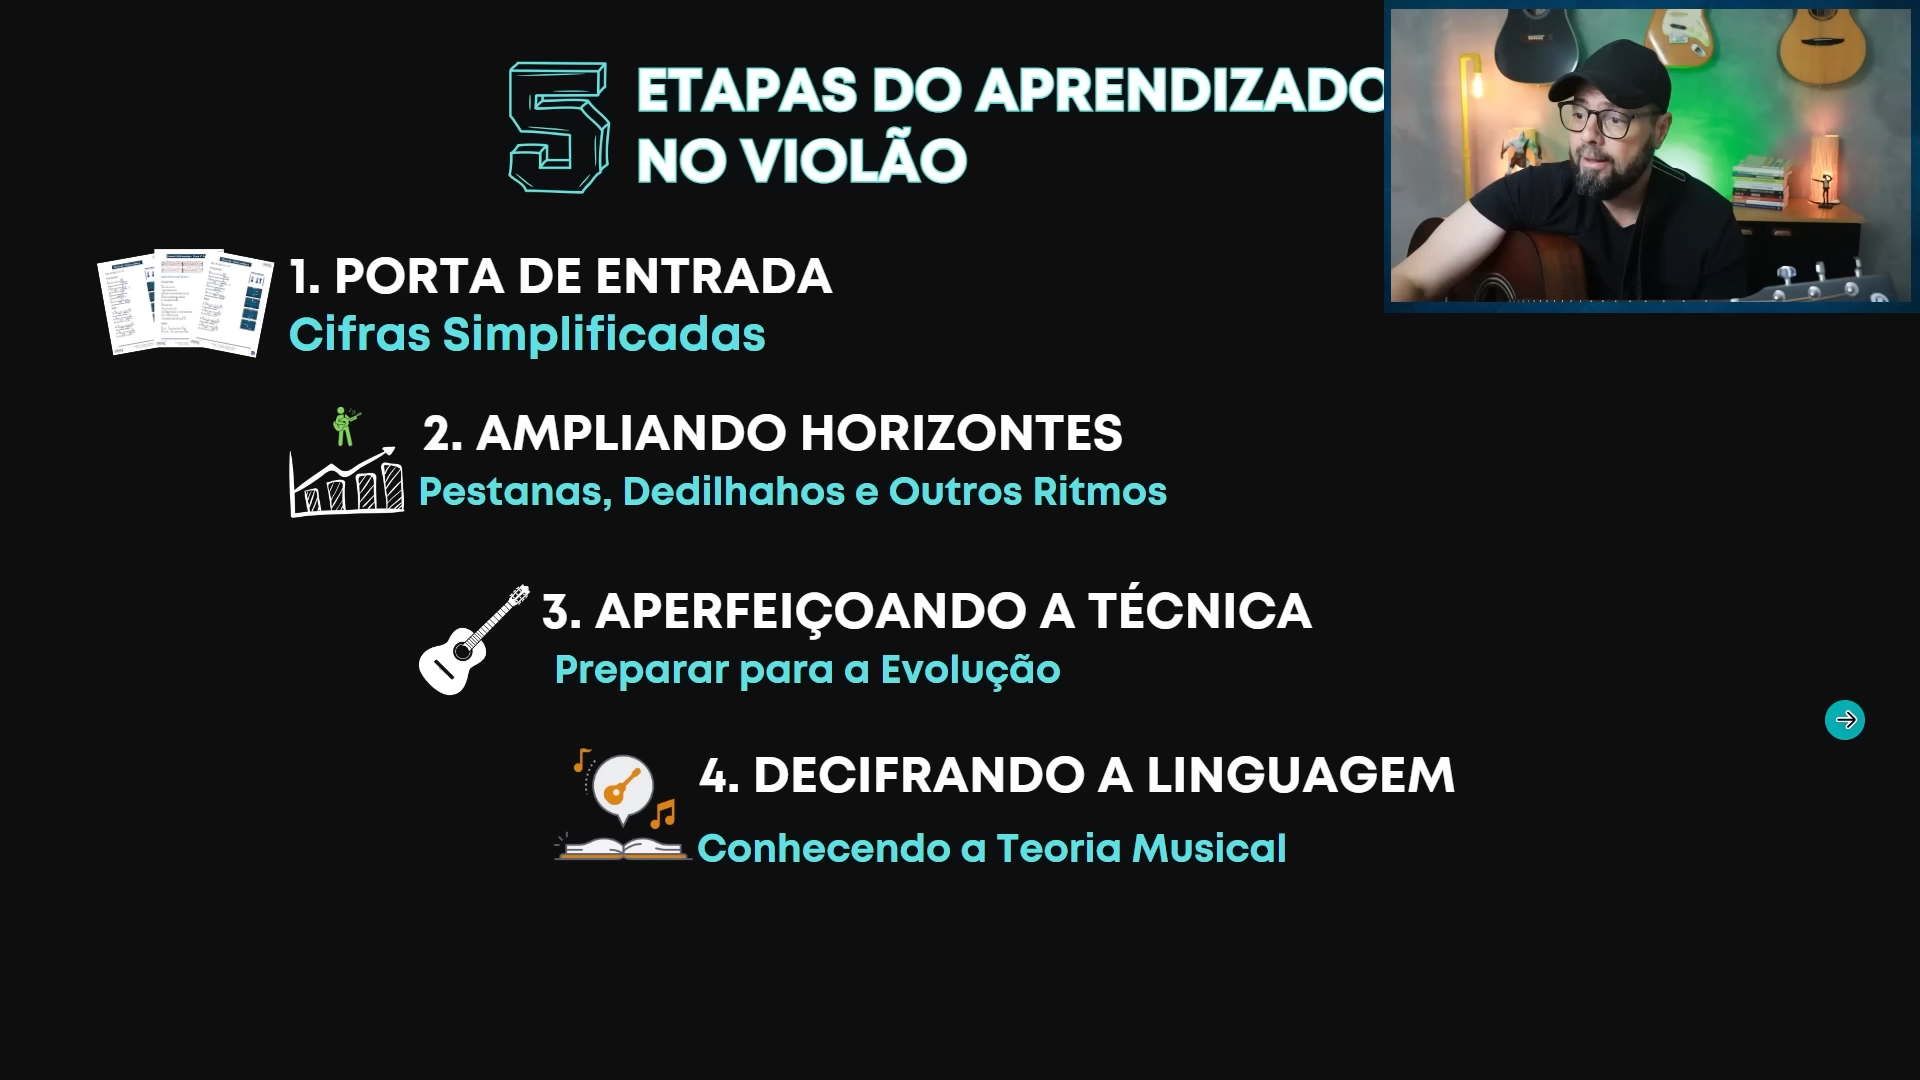 5 ETAPAS DO APRENDIZADO
NO VIOLÃO
1. PORTA DE ENTRADA
Cifras Simplificadas
2. AMPLIANDO HORIZONTES
Pestanas, Dedilhahos e Outros Ritmos
3. APERFEIÇOANDO A TÉCNICA
Preparar para a Evolução
4. DECIFRANDO A LINGUAGEM
Conhecendo a Teoria Musical